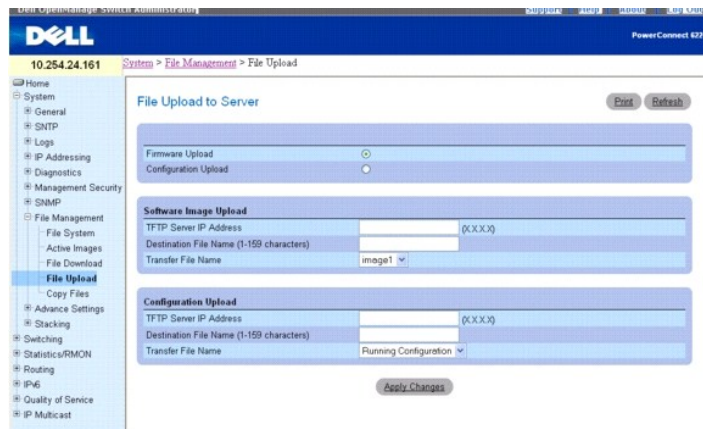 Dell OpenManage Switch Administrator
Support Help About Log Out
DELL
PowerConnect 622
10.254.24.161
System > File Management > File Upload
Home
System
General
SNTP
Logs
IP Addressing
Diagnostics
Management Security
SNMP
File Management
File System
Active Images
File Download
File Upload
Copy Files
Advance Settings
Stacking
Switching
Statistics/RMON
Routing
IPv6
Quality of Service
IP Multicast
File Upload to Server
Print Refresh
Firmware Upload
Configuration Upload
Software Image Upload
TFTP Server IP Address (X.X.X.X)
Destination File Name (1-159 characters)
Transfer File Name image1
Configuration Upload
TFTP Server IP Address (X.X.X.X)
Destination File Name (1-159 characters)
Transfer File Name Running Configuration
Apply Changes